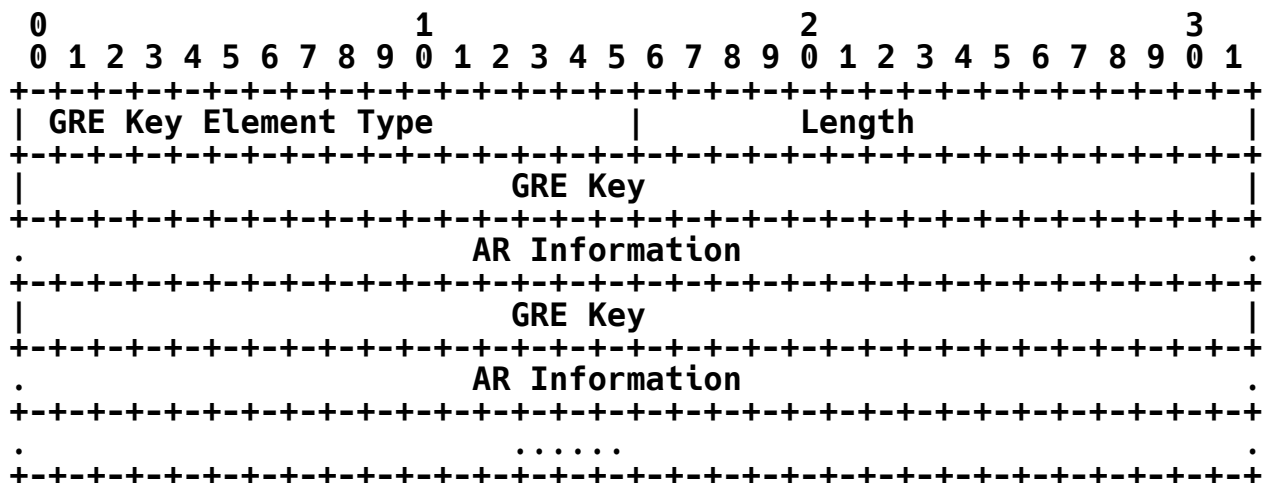 0                   1                   2                   3
 0 1 2 3 4 5 6 7 8 9 0 1 2 3 4 5 6 7 8 9 0 1 2 3 4 5 6 7 8 9 0 1
+-+-+-+-+-+-+-+-+-+-+-+-+-+-+-+-+-+-+-+-+-+-+-+-+-+-+-+-+-+-+-+-+
| GRE Key Element Type          |        Length                 |
+-+-+-+-+-+-+-+-+-+-+-+-+-+-+-+-+-+-+-+-+-+-+-+-+-+-+-+-+-+-+-+-+
|                         GRE Key                               |
+-+-+-+-+-+-+-+-+-+-+-+-+-+-+-+-+-+-+-+-+-+-+-+-+-+-+-+-+-+-+-+-+
.                       AR Information                          .
+-+-+-+-+-+-+-+-+-+-+-+-+-+-+-+-+-+-+-+-+-+-+-+-+-+-+-+-+-+-+-+-+
|                         GRE Key                               |
+-+-+-+-+-+-+-+-+-+-+-+-+-+-+-+-+-+-+-+-+-+-+-+-+-+-+-+-+-+-+-+-+
.                       AR Information                          .
+-+-+-+-+-+-+-+-+-+-+-+-+-+-+-+-+-+-+-+-+-+-+-+-+-+-+-+-+-+-+-+-+
.                         ......                                .
+-+-+-+-+-+-+-+-+-+-+-+-+-+-+-+-+-+-+-+-+-+-+-+-+-+-+-+-+-+-+-+-+